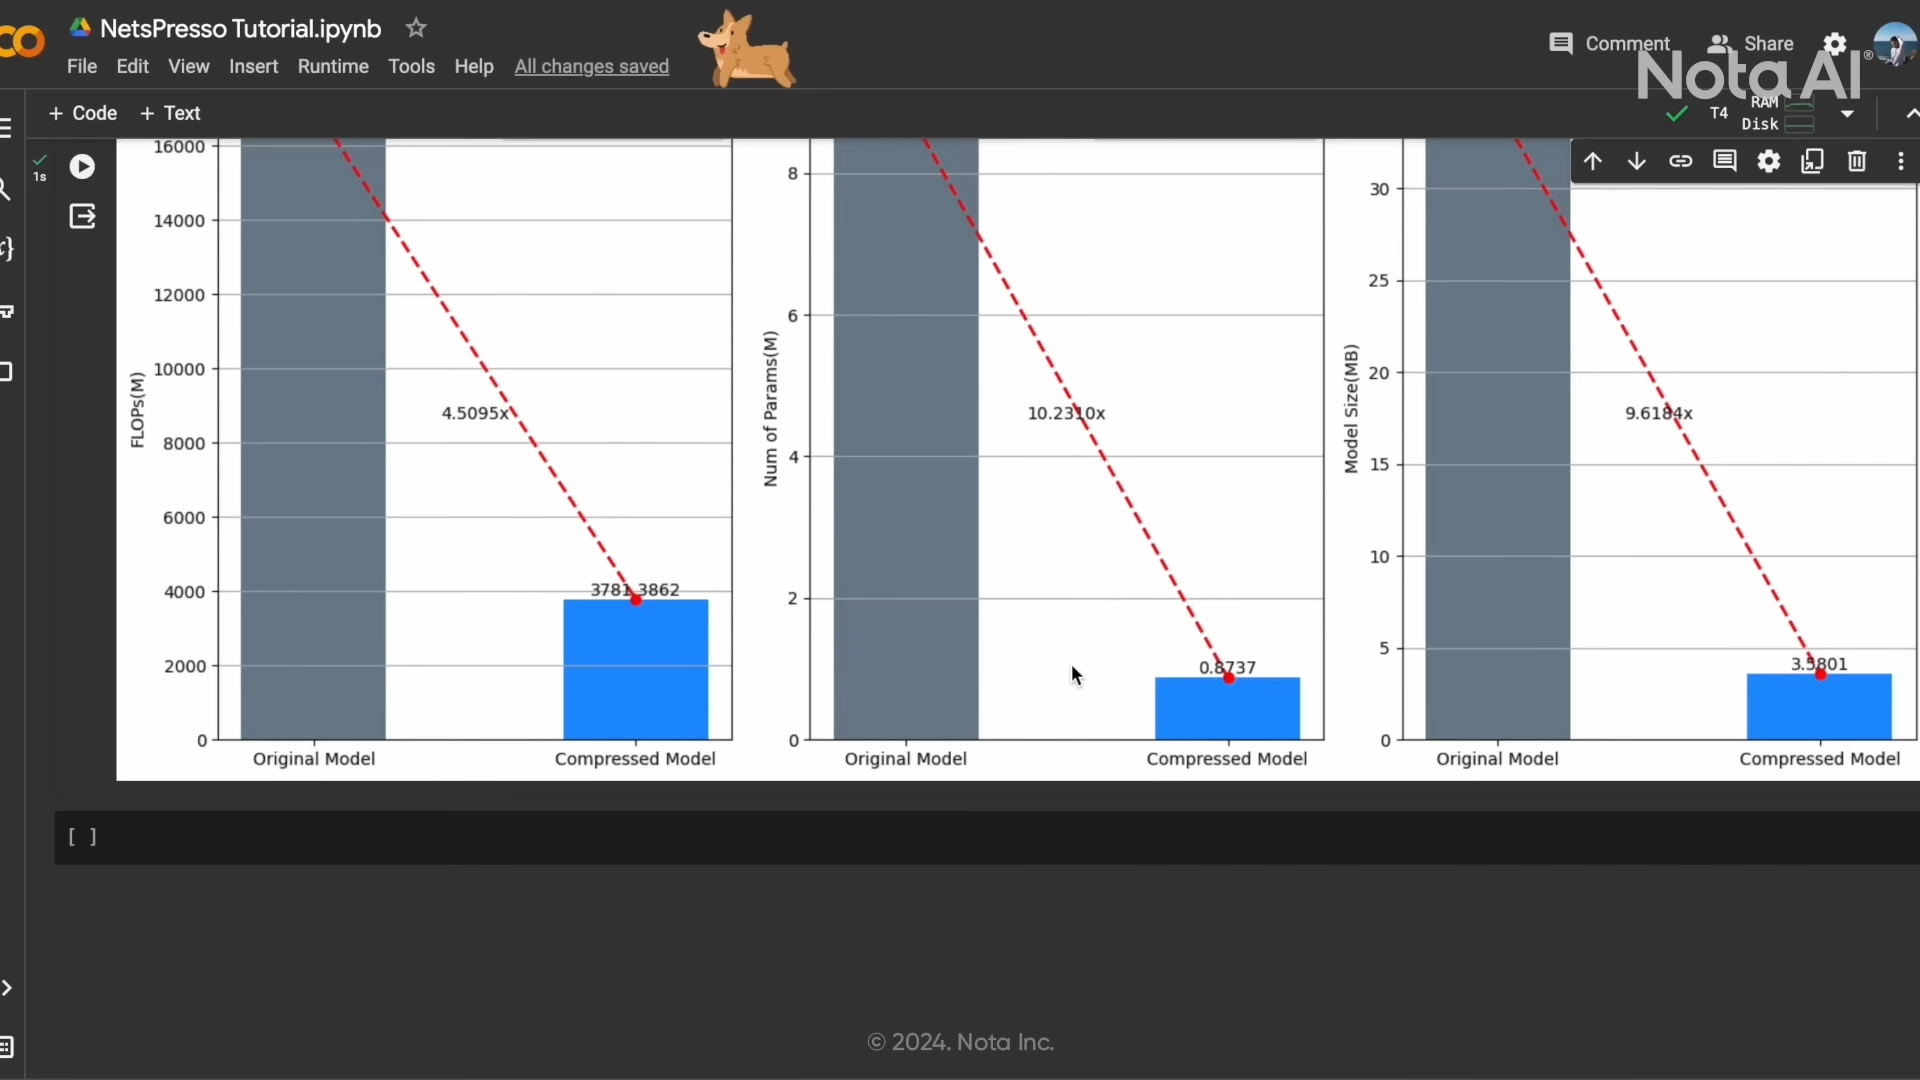 NetsPresso Tutorial.ipynb
Comment
Share
File Edit View Insert Runtime Tools Help All changes saved
Nota AI®
+ Code + Text
T4
RAM
Disk
1s
16000
14000
12000
10000
8000
6000
4000
2000
0
FLOPs(M)
4.5095x
3781.3862
Original Model
Compressed Model
8
6
4
2
0
Num of Params(M)
10.2310x
0.8737
Original Model
Compressed Model
30
25
20
15
10
5
0
Model Size(MB)
9.6184x
3.5801
Original Model
Compressed Model
[ ]
© 2024. Nota Inc.